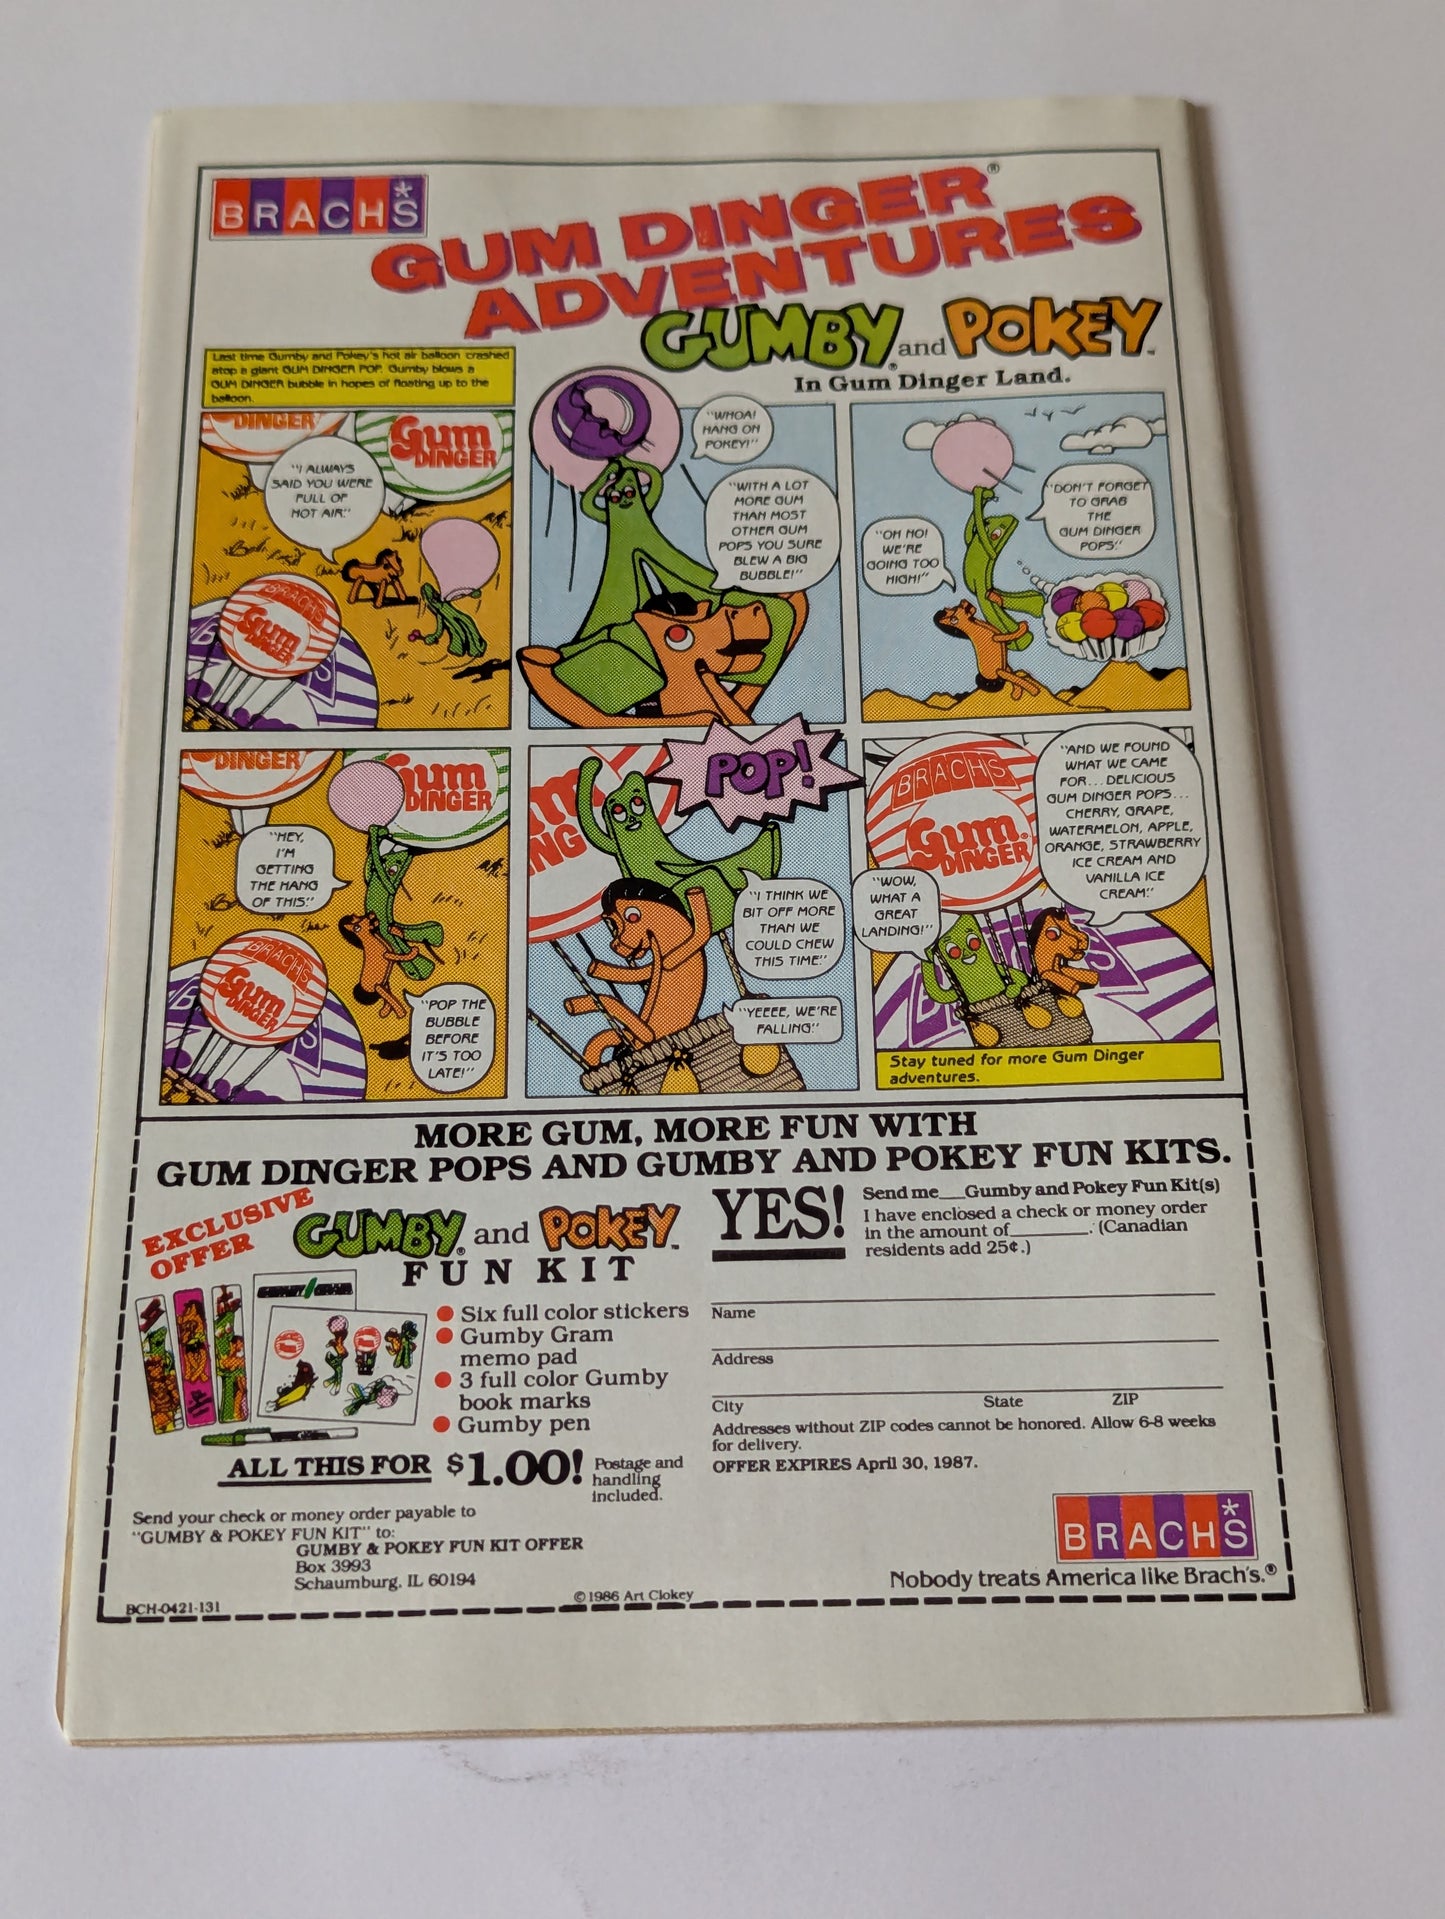 BRACH'S
GUM DINGER®
ADVENTURES
GUMBY® and POKEY™
In Gum Dinger Land.
Last time Gumby and Pokey's hot air balloon crashed
atop a giant GUM DINGER POP. Gumby blows a
GUM DINGER bubble in hopes of floating up to the
balloon.
DINGER
Gum
DINGER
"I ALWAYS
SAID YOU WERE
FULL OF
HOT AIR."
BRACH'S
Gum
DINGER
"WHOA!
HANG ON
POKEY!"
"WITH A LOT
MORE GUM
THAN MOST
OTHER GUM
POPS YOU SURE
BLEW A BIG
BUBBLE!"
"DON'T FORGET
TO GRAB
THE
GUM DINGER
POPS."
"OH NO!
WE'RE
GOING TOO
HIGH!"
DINGER
Gum
DINGER
"HEY,
I'M
GETTING
THE HANG
OF THIS."
BRACH'S
Gum
DINGER
"POP THE
BUBBLE
BEFORE
IT'S TOO
LATE!"
POP!
"I THINK WE
BIT OFF MORE
THAN WE
COULD CHEW
THIS TIME."
"YEEEE, WE'RE
FALLING."
BRACH'S
Gum®
DINGER
"AND WE FOUND
WHAT WE CAME
FOR...DELICIOUS
GUM DINGER POPS...
CHERRY, GRAPE,
WATERMELON, APPLE,
ORANGE, STRAWBERRY
ICE CREAM AND
VANILLA ICE
CREAM."
"WOW,
WHAT A
GREAT
LANDING!"
Stay tuned for more Gum Dinger
adventures.
MORE GUM, MORE FUN WITH
GUM DINGER POPS AND GUMBY AND POKEY FUN KITS.
EXCLUSIVE
OFFER
GUMBY® and POKEY™
FUN KIT
Six full color stickers
Gumby Gram
memo pad
3 full color Gumby
book marks
Gumby pen
ALL THIS FOR $1.00! Postage and
handling
included.
Send your check or money order payable to
"GUMBY & POKEY FUN KIT" to:
GUMBY & POKEY FUN KIT OFFER
Box 3993
Schaumburg, IL 60194
BCH-0421-131
© 1986 Art Clokey
YES!
Send me___Gumby and Pokey Fun Kit(s)
I have enclosed a check or money order
in the amount of________. (Canadian
residents add 25¢.)
Name
Address
City State ZIP
Addresses without ZIP codes cannot be honored. Allow 6-8 weeks
for delivery.
OFFER EXPIRES April 30, 1987.
BRACH'S
Nobody treats America like Brach's.®